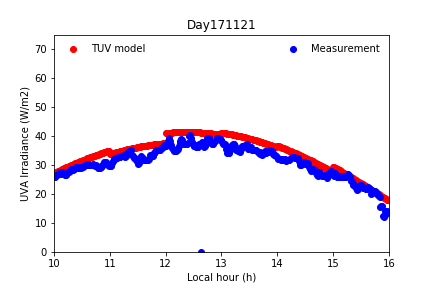 Day171121
TUV model
Measurement
UVA Irradiance (W/m2)
70
60
50
40
30
20
10
0
10 11 12 13 14 15 16
Local hour (h)